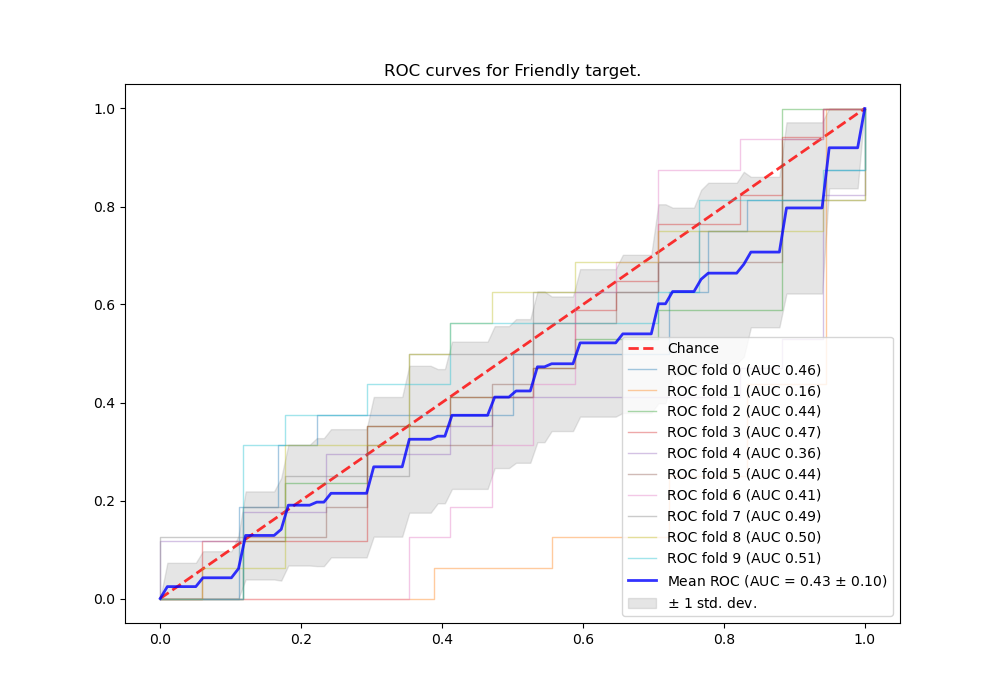 ROC curves for Friendly target.
1.0
0.8
0.6
0.4
0.2
0.0
0.0 0.2 0.4 0.6 0.8 1.0
Chance
ROC fold 0 (AUC 0.46)
ROC fold 1 (AUC 0.16)
ROC fold 2 (AUC 0.44)
ROC fold 3 (AUC 0.47)
ROC fold 4 (AUC 0.36)
ROC fold 5 (AUC 0.44)
ROC fold 6 (AUC 0.41)
ROC fold 7 (AUC 0.49)
ROC fold 8 (AUC 0.50)
ROC fold 9 (AUC 0.51)
Mean ROC (AUC = 0.43 ± 0.10)
± 1 std. dev.